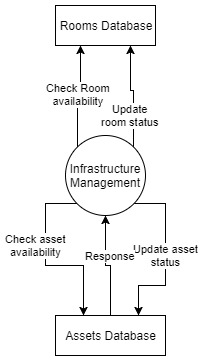 Rooms Database
Check Room
availability
Update
room status
Infrastructure
Management
Check asset
availability
Response
Update asset
status
Assets Database